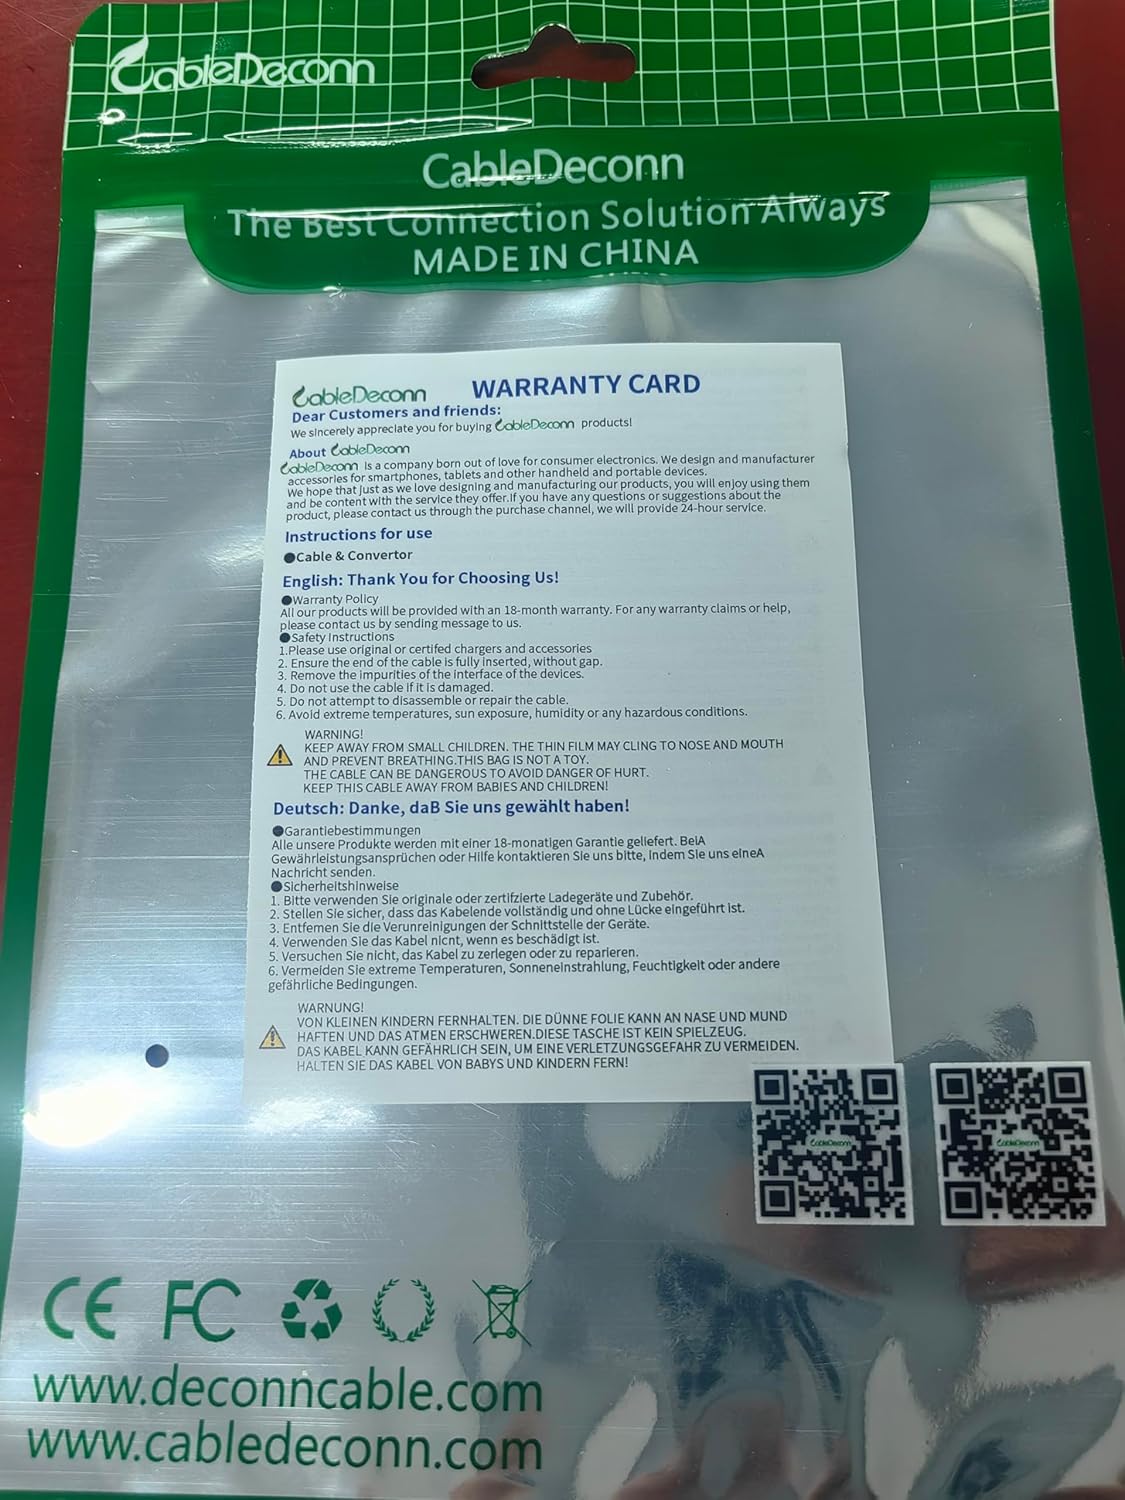 CableDeconn
CableDeconn
The Best Connection Solution Always
MADE IN CHINA
CableDeconn WARRANTY CARD
Dear Customers and friends:
We sincerely appreciate you for buying CableDeconn products!
About CableDeconn
CableDeconn Is a company born out of love for consumer electronics. We design and manufacturer
accessories for smartphones, tablets and other handheld and portable devices.
We hope that just as we love designing and manufacturing our products, you will enjoy using them
and be content with the service they offer.If you have any questions or suggestions about the
product, please contact us through the purchase channel, we will provide 24-hour service.
Instructions for use
●Cable & Convertor
English: Thank You for Choosing Us!
●Warranty Policy
All our products will be provided with an 18-month warranty. For any warranty claims or help,
please contact us by sending message to us.
●Safety Instructions
1.Please use original or certifed chargers and accessories
2. Ensure the end of the cable is fully inserted, without gap.
3. Remove the impurities of the interface of the devices.
4. Do not use the cable if it is damaged.
5. Do not attempt to disassemble or repair the cable.
6. Avoid extreme temperatures, sun exposure, humidity or any hazardous conditions.
WARNING!
KEEP AWAY FROM SMALL CHILDREN. THE THIN FILM MAY CLING TO NOSE AND MOUTH
AND PREVENT BREATHING.THIS BAG IS NOT A TOY.
THE CABLE CAN BE DANGEROUS TO AVOID DANGER OF HURT.
KEEP THIS CABLE AWAY FROM BABIES AND CHILDREN!
Deutsch: Danke, daB Sie uns gewählt haben!
●Garantiebestimmungen
Alle unsere Produkte werden mit einer 18-monatigen Garantie geliefert. BeiA
Gewährleistungsansprüchen oder Hilfe kontaktieren Sie uns bitte, indem Sie uns eineA
Nachricht senden.
●Sicherheitshinweise
1. Bitte verwenden Sie originale oder zertifzierte Ladegeräte und Zubehör.
2. Stellen Sie sicher, dass das Kabelende vollständig und ohne Lücke eingeführt ist.
3. Entfemen Sie die Verunreinigungen der Schnittstelle der Geräte.
4. Verwenden Sie das Kabel nicnt, wenn es beschädigt ist.
5. Versuchen Sie nicht, das Kabel zu zerlegen oder zu reparieren.
6. Vermeiden Sie extreme Temperaturen, Sonneneinstrahlung, Feuchtigkeit oder andere
gefährliche Bedingungen.
WARNUNG!
VON KLEINEN KINDERN FERNHALTEN. DIE DÜNNE FOLIE KANN AN NASE UND MUND
HAFTEN UND DAS ATMEN ERSCHWEREN.DIESE TASCHE IST KEIN SPIELZEUG.
DAS KABEL KANN GEFÄHRLICH SEIN, UM EINE VERLETZUNGSGEFAHR ZU VERMEIDEN.
HALTEN SIE DAS KABEL VON BABYS UND KINDERN FERN!
CableDeconn CableDeconn
CE FC
www.deconncable.com
www.cabledeconn.com